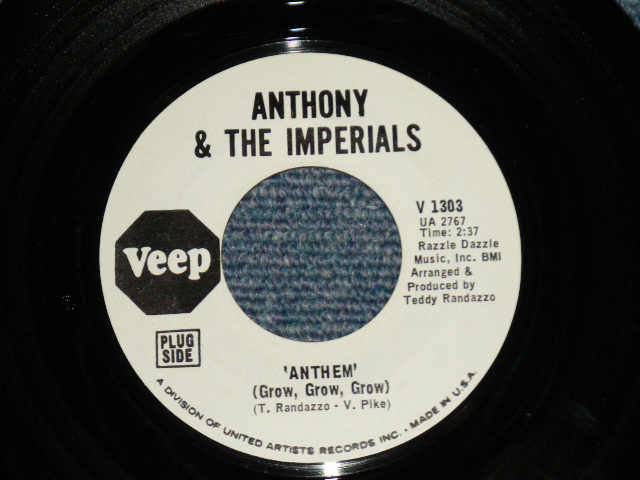 ANTHONY
& THE IMPERIALS
V 1303
UA 2767
Time: 2:37
Razzle Dazzle
Music, Inc. BMI
Arranged &
Produced by
Teddy Randazzo
Veep
PLUG
SIDE
'ANTHEM'
(Grow, Grow, Grow)
(T. Randazzo - V. Pike)
A DIVISION OF UNITED ARTISTS RECORDS INC. - MADE IN U.S.A.